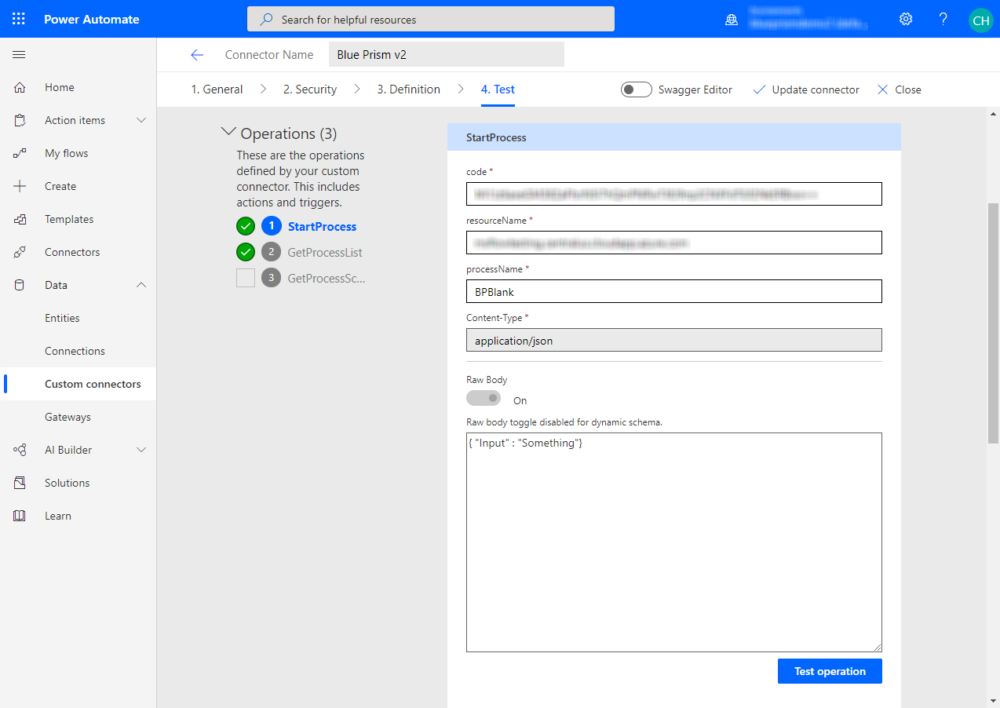 Power Automate
Search for helpful resources
?
CH
Connector Name
Blue Prism v2
1. General
2. Security
3. Definition
4. Test
Swagger Editor
Update connector
Close
Home
Action items
My flows
Create
Templates
Connectors
Data
Entities
Connections
Custom connectors
Gateways
AI Builder
Solutions
Learn
Operations (3)
These are the operations
defined by your custom
connector. This includes
actions and triggers.
1 StartProcess
2 GetProcessList
3 GetProcessSc...
StartProcess
code *
resourceName *
processName *
BPBlank
Content-Type *
application/json
Raw Body
On
Raw body toggle disabled for dynamic schema.
{ "Input" : "Something"}
Test operation